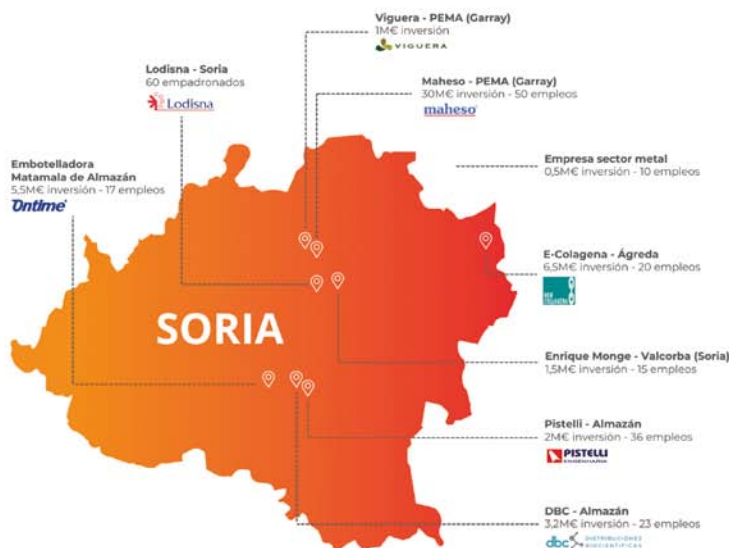 Viguera - PEMA (Garray)
1M€ inversión
VIGUERA
Lodisna - Soria
60 empadronados
Lodisna
Maheso - PEMA (Garray)
30M€ inversión - 50 empleos
maheso
Embotelladora
Matamala de Almazán
5,5M€ inversión - 17 empleos
Ontime
Empresa sector metal
0,5M€ inversión - 10 empleos
E-Colagena - Ágreda
6,5M€ inversión - 20 empleos
SORIA
Enrique Monge - Valcorba (Soria)
1,5M€ inversión - 15 empleos
Pistelli - Almazán
2M€ inversión - 36 empleos
PISTELLI
ENGENHARIA
DBC - Almazán
3,2M€ inversión - 23 empleos
dbc DISTRIBUCIONES
BIOCIENTIFICAS